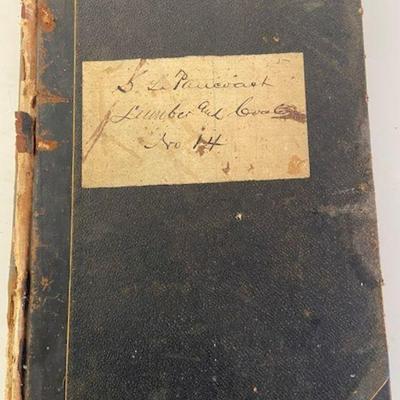 S. L. Pancoast
Lumber and Coal
No 14